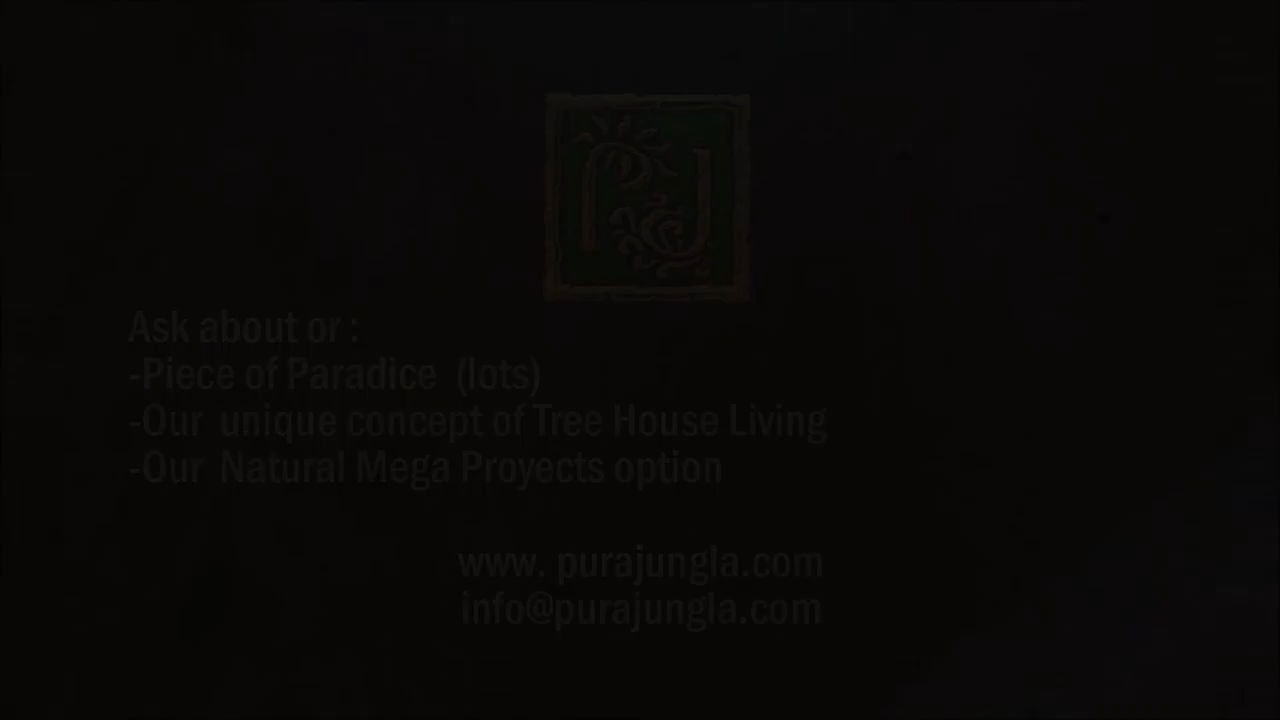 PJ
Ask about or :
-Piece of Paradice (lots)
-Our unique concept of Tree House Living
-Our Natural Mega Proyects option
www. purajungla.com
info@purajungla.com